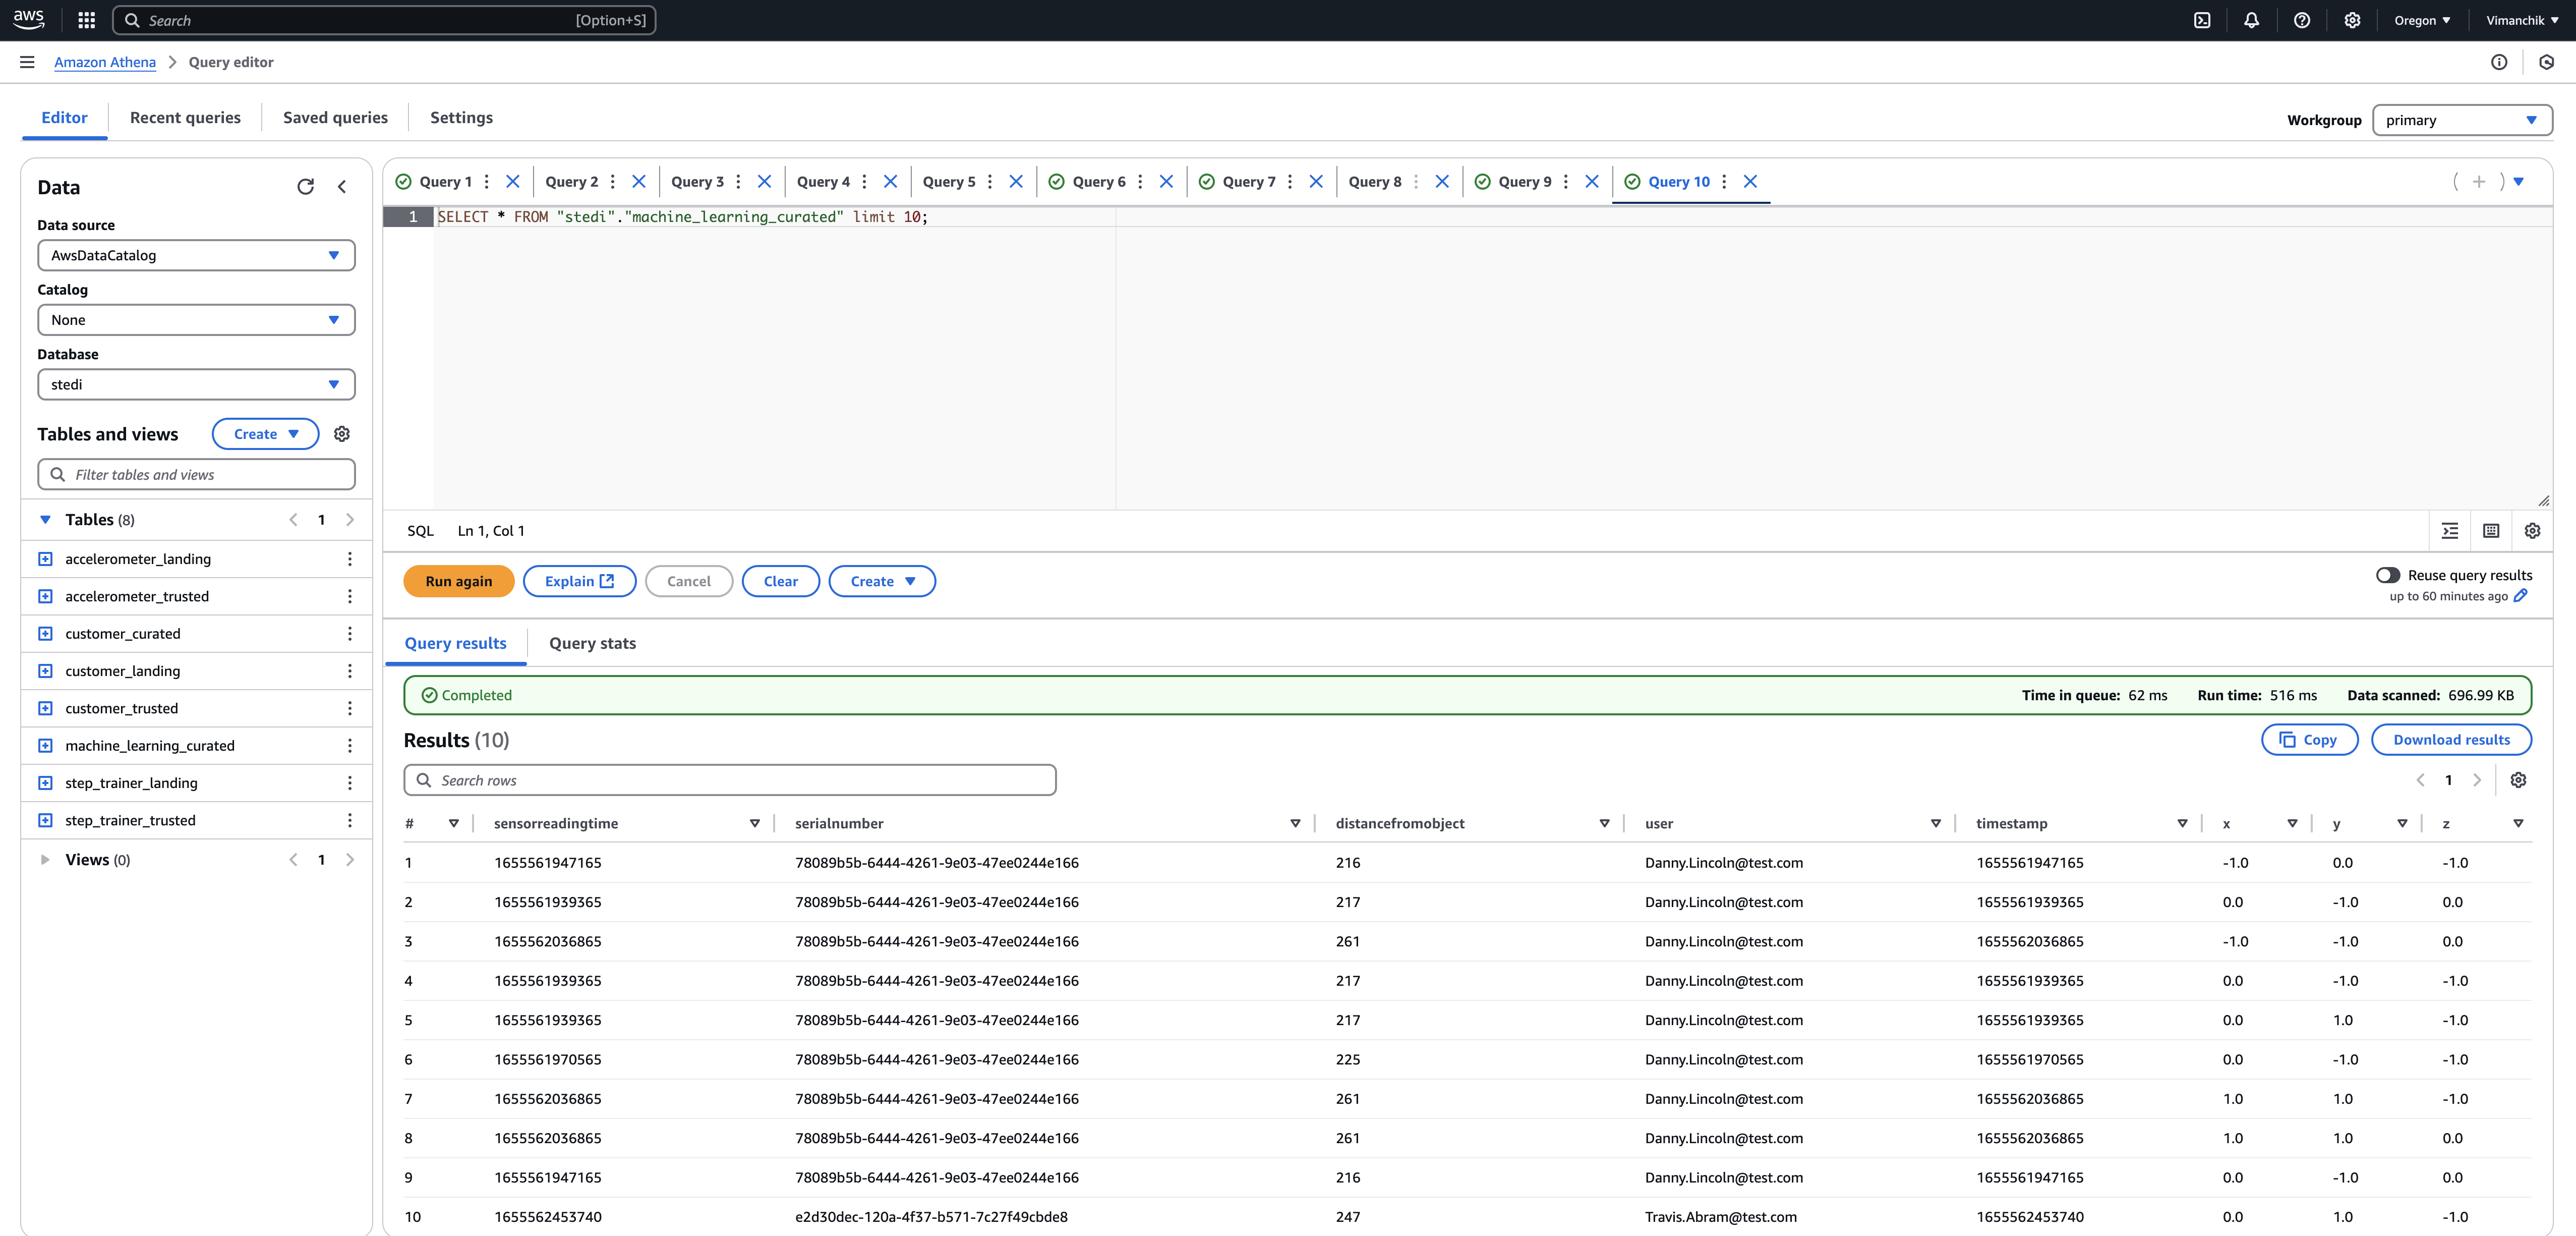 aws Search [Option+S] Oregon Vimanchik
Amazon Athena Query editor
Editor Recent queries Saved queries Settings
Workgroup primary
Data
Data source
AwsDataCatalog
Catalog
None
Database
stedi
Tables and views Create
Filter tables and views
Tables (8) 1
accelerometer_landing
accelerometer_trusted
customer_curated
customer_landing
customer_trusted
machine_learning_curated
step_trainer_landing
step_trainer_trusted
Views (0) 1
Query 1 Query 2 Query 3 Query 4 Query 5 Query 6 Query 7 Query 8 Query 9 Query 10
1 SELECT * FROM "stedi"."machine_learning_curated" limit 10;
SQL Ln 1, Col 1
Run again Explain Cancel Clear Create
Reuse query results
up to 60 minutes ago
Query results Query stats
Completed Time in queue: 62 ms Run time: 516 ms Data scanned: 696.99 KB
Results (10) Copy Download results
Search rows 1
# sensorreadingtime serialnumber distancefromobject user timestamp x y z
1 1655561947165 78089b5b-6444-4261-9e03-47ee0244e166 216 Danny.Lincoln@test.com 1655561947165 -1.0 0.0 -1.0
2 1655561939365 78089b5b-6444-4261-9e03-47ee0244e166 217 Danny.Lincoln@test.com 1655561939365 0.0 -1.0 0.0
3 1655562036865 78089b5b-6444-4261-9e03-47ee0244e166 261 Danny.Lincoln@test.com 1655562036865 -1.0 -1.0 0.0
4 1655561939365 78089b5b-6444-4261-9e03-47ee0244e166 217 Danny.Lincoln@test.com 1655561939365 0.0 -1.0 -1.0
5 1655561939365 78089b5b-6444-4261-9e03-47ee0244e166 217 Danny.Lincoln@test.com 1655561939365 0.0 1.0 -1.0
6 1655561970565 78089b5b-6444-4261-9e03-47ee0244e166 225 Danny.Lincoln@test.com 1655561970565 0.0 -1.0 -1.0
7 1655562036865 78089b5b-6444-4261-9e03-47ee0244e166 261 Danny.Lincoln@test.com 1655562036865 1.0 1.0 -1.0
8 1655562036865 78089b5b-6444-4261-9e03-47ee0244e166 261 Danny.Lincoln@test.com 1655562036865 1.0 1.0 0.0
9 1655561947165 78089b5b-6444-4261-9e03-47ee0244e166 216 Danny.Lincoln@test.com 1655561947165 0.0 -1.0 0.0
10 1655562453740 e2d30dec-120a-4f37-b571-7c27f49cbde8 247 Travis.Abram@test.com 1655562453740 0.0 1.0 -1.0